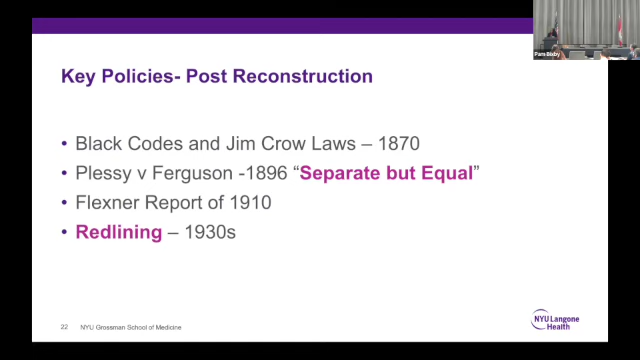 Key Policies- Post Reconstruction
• Black Codes and Jim Crow Laws – 1870
• Plessy v Ferguson -1896 “Separate but Equal”
• Flexner Report of 1910
• Redlining – 1930s
22 NYU Grossman School of Medicine
NYU Langone
Health
Pam Bixby